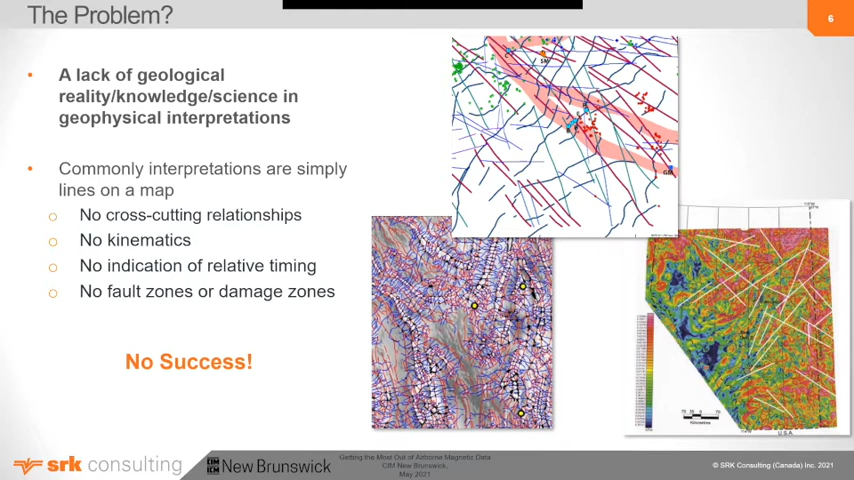 The Problem?
6
• A lack of geological
reality/knowledge/science in
geophysical interpretations
• Commonly interpretations are simply
lines on a map
o No cross-cutting relationships
o No kinematics
o No indication of relative timing
o No fault zones or damage zones
No Success!
Kilometres
U.S.A.
srk consulting
CIM
ICM
New Brunswick
Getting the Most Out of Airborne Magnetic Data
CIM New Brunswick,
May 2021
© SRK Consulting (Canada) Inc. 2021